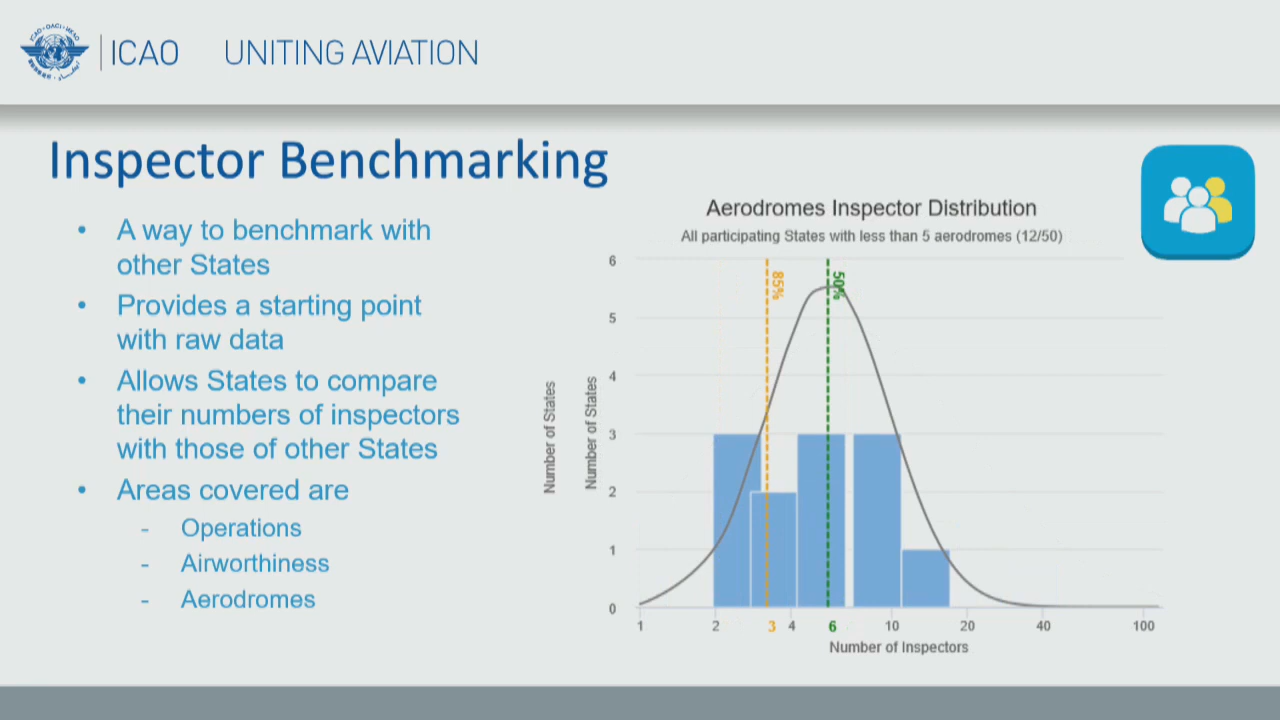 ICAO UNITING AVIATION
Inspector Benchmarking
• A way to benchmark with
other States
• Provides a starting point
with raw data
• Allows States to compare
their numbers of inspectors
with those of other States
• Areas covered are
- Operations
- Airworthiness
- Aerodromes
Aerodromes Inspector Distribution
All participating States with less than 5 aerodromes (12/50)
85%
50%
Number of States
Number of States
6
5
4
3
2
1
0
1 2 3 4 6 10 20 40 100
Number of Inspectors